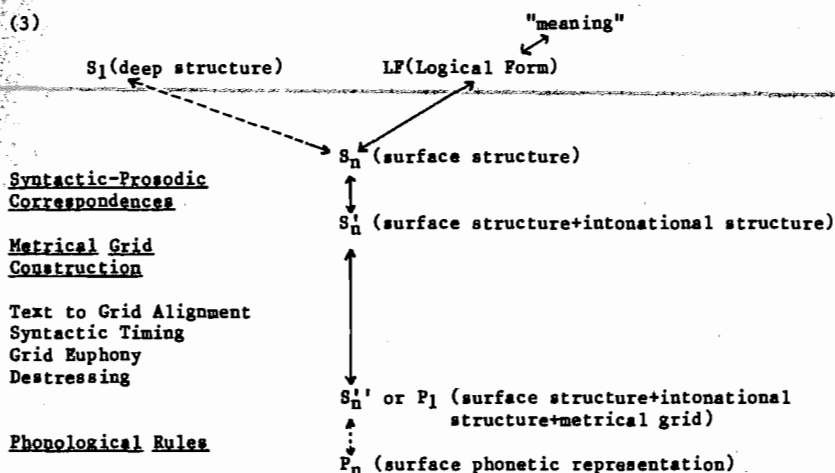 (3)
"meaning"
S1(deep structure) LF(Logical Form)
Sn (surface structure)
Syntactic-Prosodic
Correspondences
S'n (surface structure+intonational structure)
Metrical Grid
Construction
Text to Grid Alignment
Syntactic Timing
Grid Euphony
Destressing
S''n or P1 (surface structure+intonational
structure+metrical grid)
Phonological Rules
Pn (surface phonetic representation)